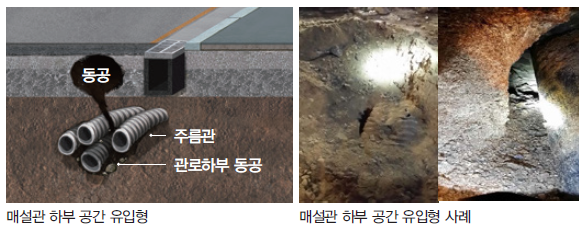 동공
주름관
관로하부 동공
매설관 하부 공간 유입형
매설관 하부 공간 유입형 사례